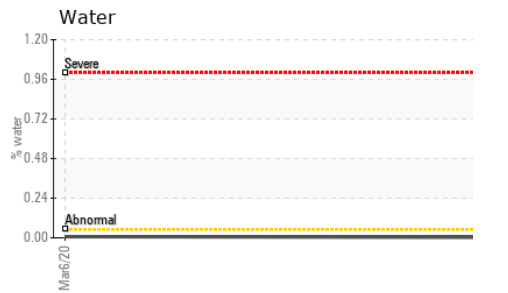 Water
1.20
Severe
0.96
0.72
% water
0.48
0.24
Abnormal
0.00
Mar6/20